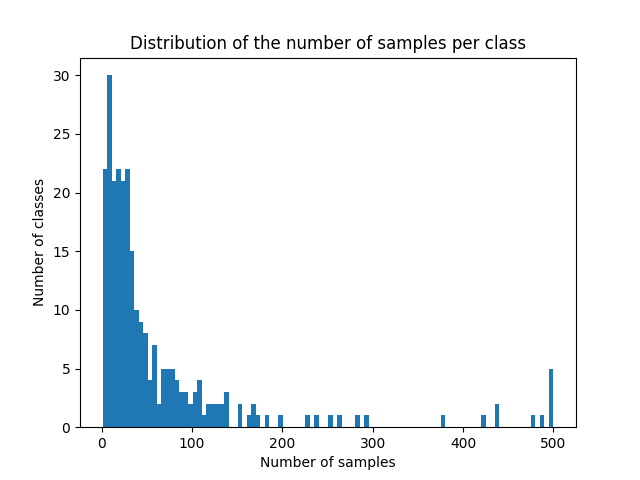 Distribution of the number of samples per class
30
25
20
15
10
5
0
Number of classes
0 100 200 300 400 500
Number of samples